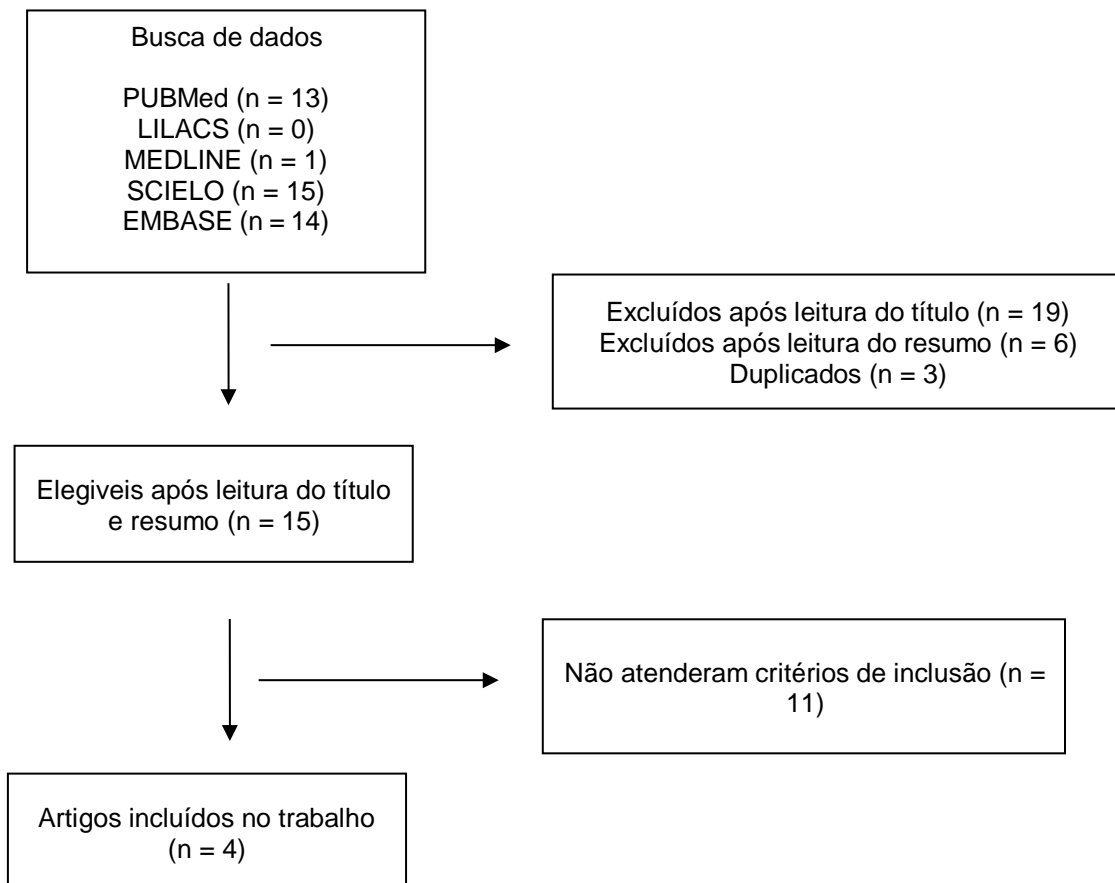 Busca de dados
PUBMed (n = 13)
LILACS (n = 0)
MEDLINE (n = 1)
SCIELO (n = 15)
EMBASE (n = 14)
Excluídos após leitura do título (n = 19)
Excluídos após leitura do resumo (n = 6)
Duplicados (n = 3)
Elegiveis após leitura do título
e resumo (n = 15)
Não atenderam critérios de inclusão (n =
11)
Artigos incluídos no trabalho
(n = 4)